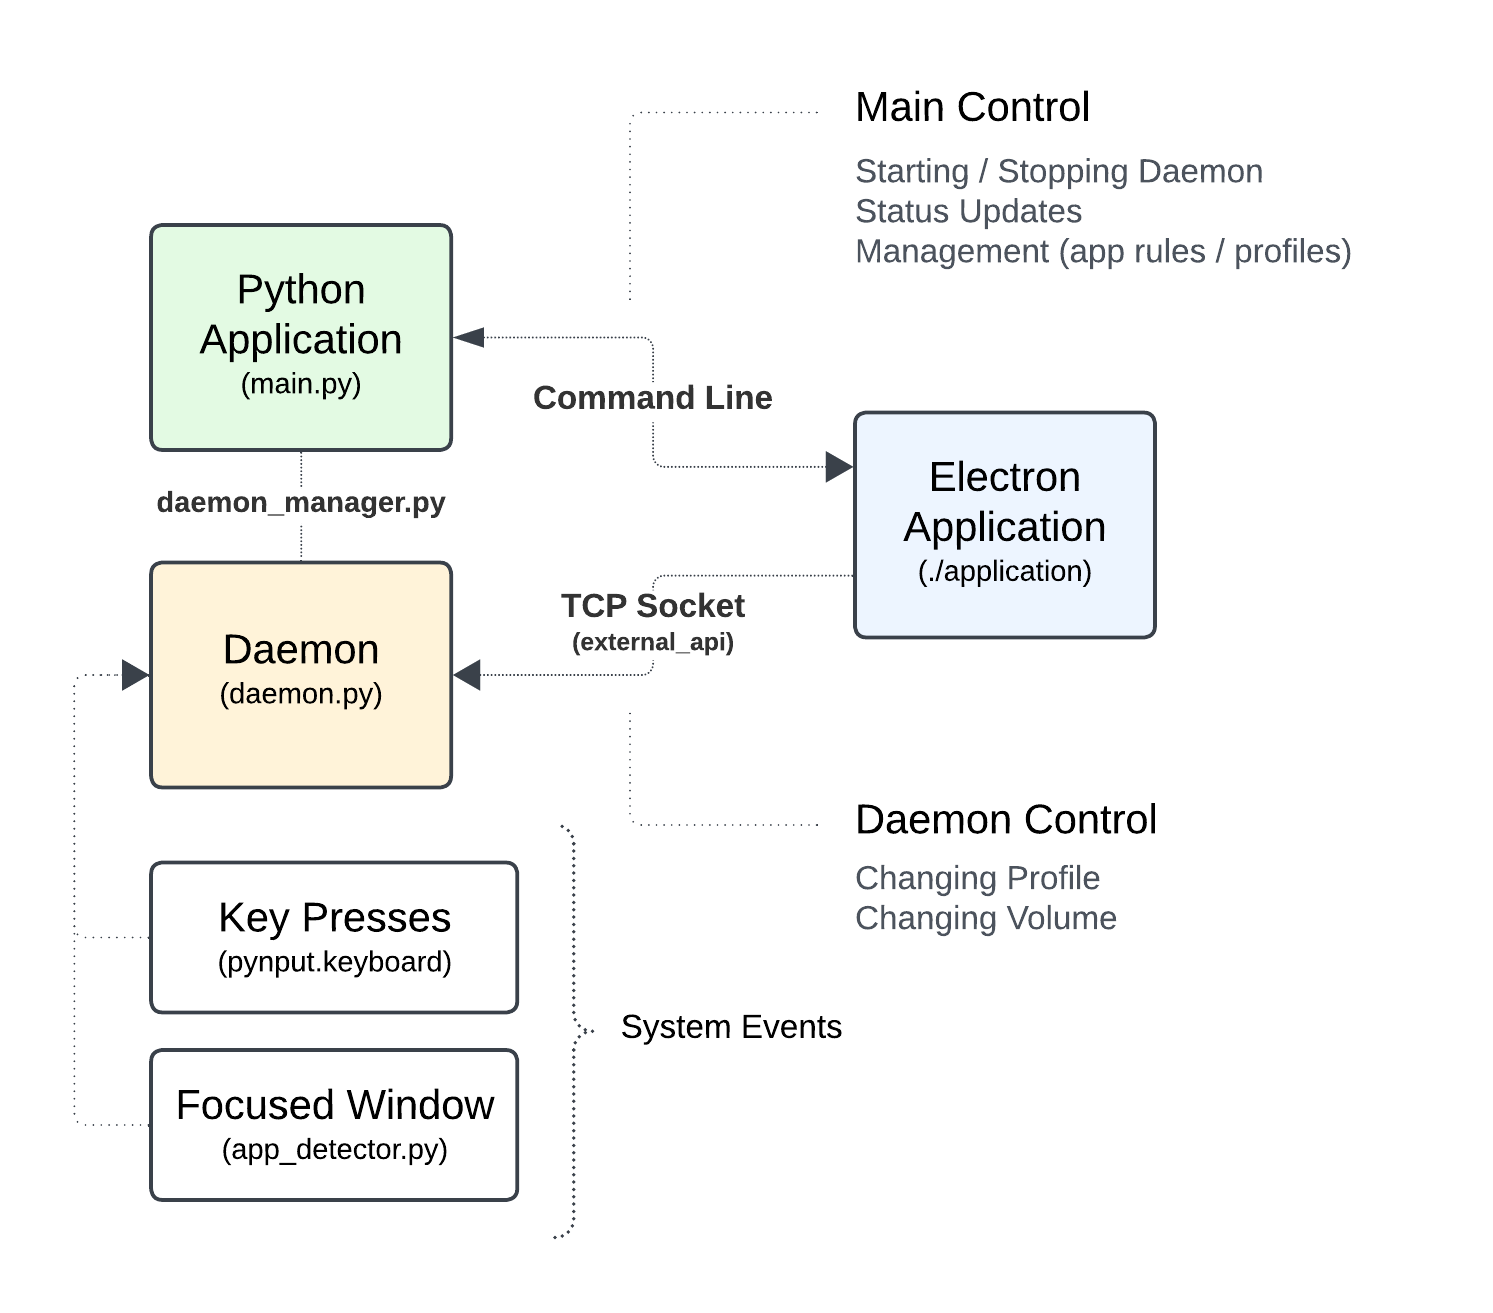 Main Control
Starting / Stopping Daemon
Status Updates
Management (app rules / profiles)
Python
Application
(main.py)
Command Line
Electron
Application
(./application)
daemon_manager.py
TCP Socket
(external_api)
Daemon
(daemon.py)
Daemon Control
Changing Profile
Changing Volume
Key Presses
(pynput.keyboard)
System Events
Focused Window
(app_detector.py)